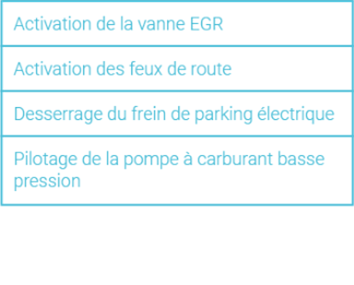 Activation de la vanne EGR
Activation des feux de route
Desserrage du frein de parking électrique
Pilotage de la pompe à carburant basse
pression